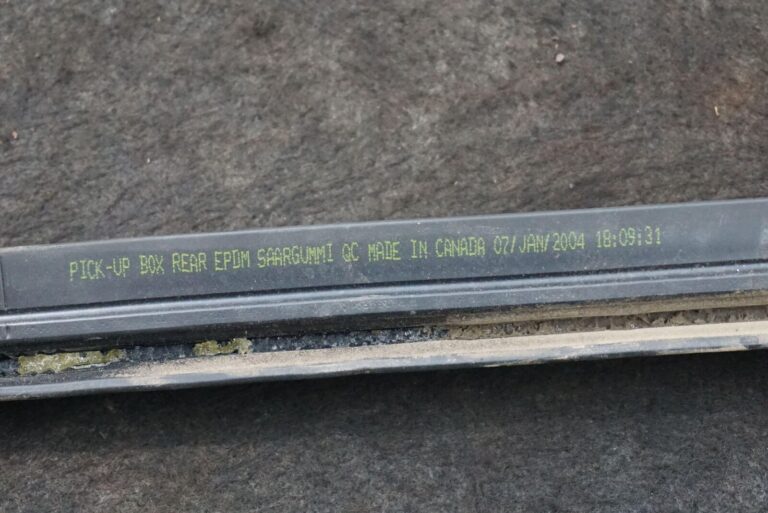 PICK-UP BOX REAR EPDM SAARGUMMI QC MADE IN CANADA 07/JAN/2004 18:09:31